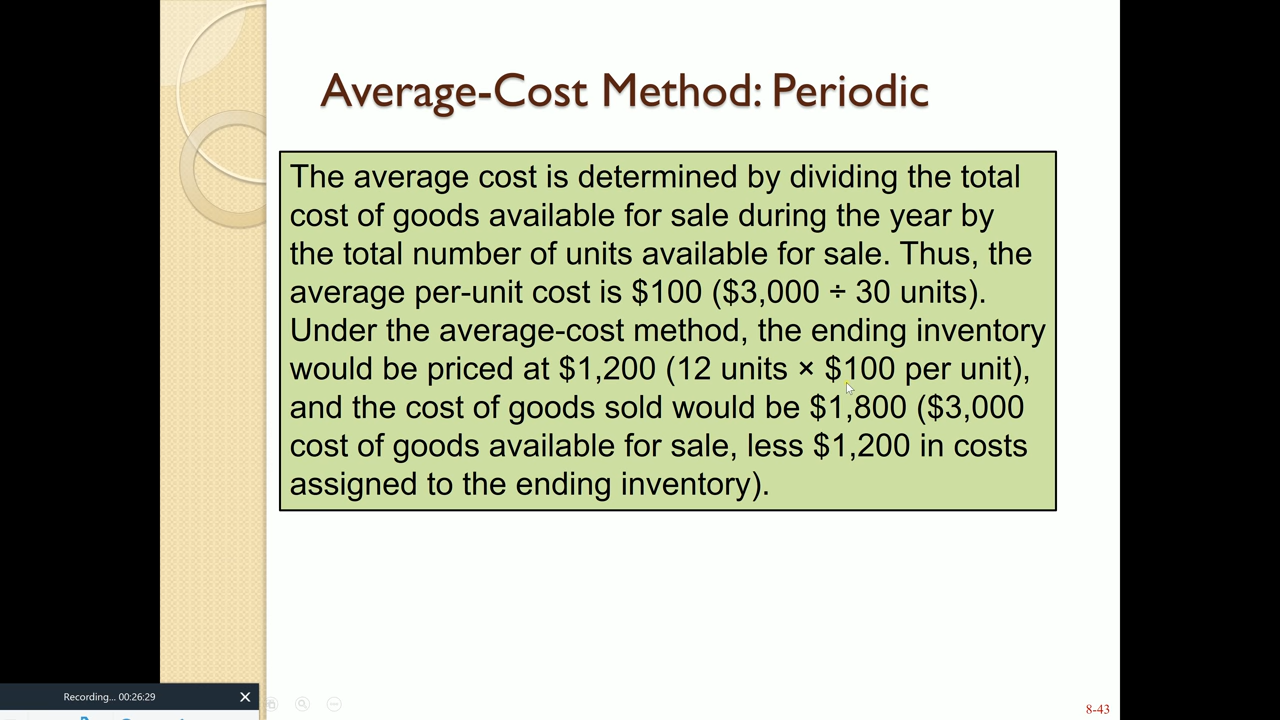 Average-Cost Method: Periodic
The average cost is determined by dividing the total
cost of goods available for sale during the year by
the total number of units available for sale. Thus, the
average per-unit cost is $100 ($3,000 ÷ 30 units).
Under the average-cost method, the ending inventory
would be priced at $1,200 (12 units × $100 per unit),
and the cost of goods sold would be $1,800 ($3,000
cost of goods available for sale, less $1,200 in costs
assigned to the ending inventory).
Recording... 00:26:29
8-43